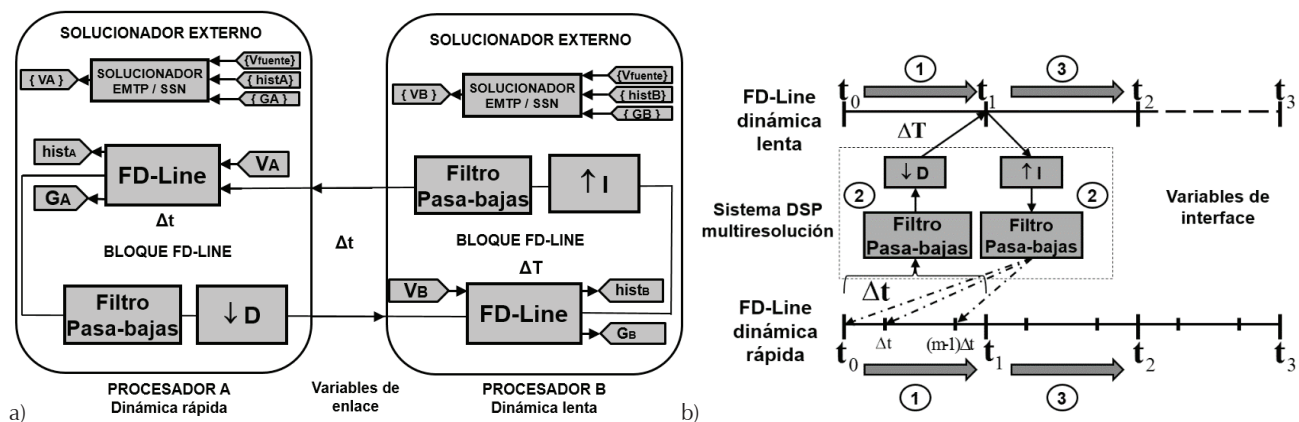 SOLUCIONADOR EXTERNO
{ VA }
SOLUCIONADOR
EMTP / SSN
{Vfuente}
{ histA}
{ GA }
histA
GA
FD-Line
VA
Δt
BLOQUE FD-LINE
Filtro
Pasa-bajas
↓ D
PROCESADOR A
Dinámica rápida
Δt
Variables de
enlace
SOLUCIONADOR EXTERNO
{ VB }
SOLUCIONADOR
EMTP / SSN
{Vfuente}
{ histB}
{ GB }
Filtro
Pasa-bajas
↑ I
BLOQUE FD-LINE
ΔT
VB
FD-Line
histB
GB
PROCESADOR B
Dinámica lenta
a)
1
3
t0
t1
t2
t3
FD-Line
dinámica
lenta
ΔT
↓ D
↑ I
2
2
Sistema DSP
multiresolución
Filtro
Pasa-bajas
Filtro
Pasa-bajas
Variables de
interface
Δt
FD-Line
dinámica
rápida
Δt
(m-1)Δt
t0
t1
t2
t3
1
3
b)